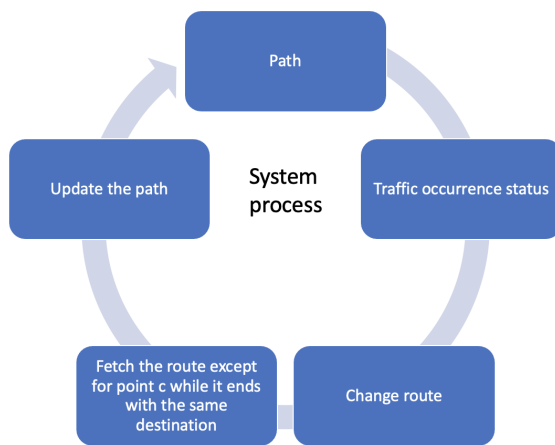 Path
System
process
Traffic occurrence status
Change route
Fetch the route except
for point c while it ends
with the same
destination
Update the path